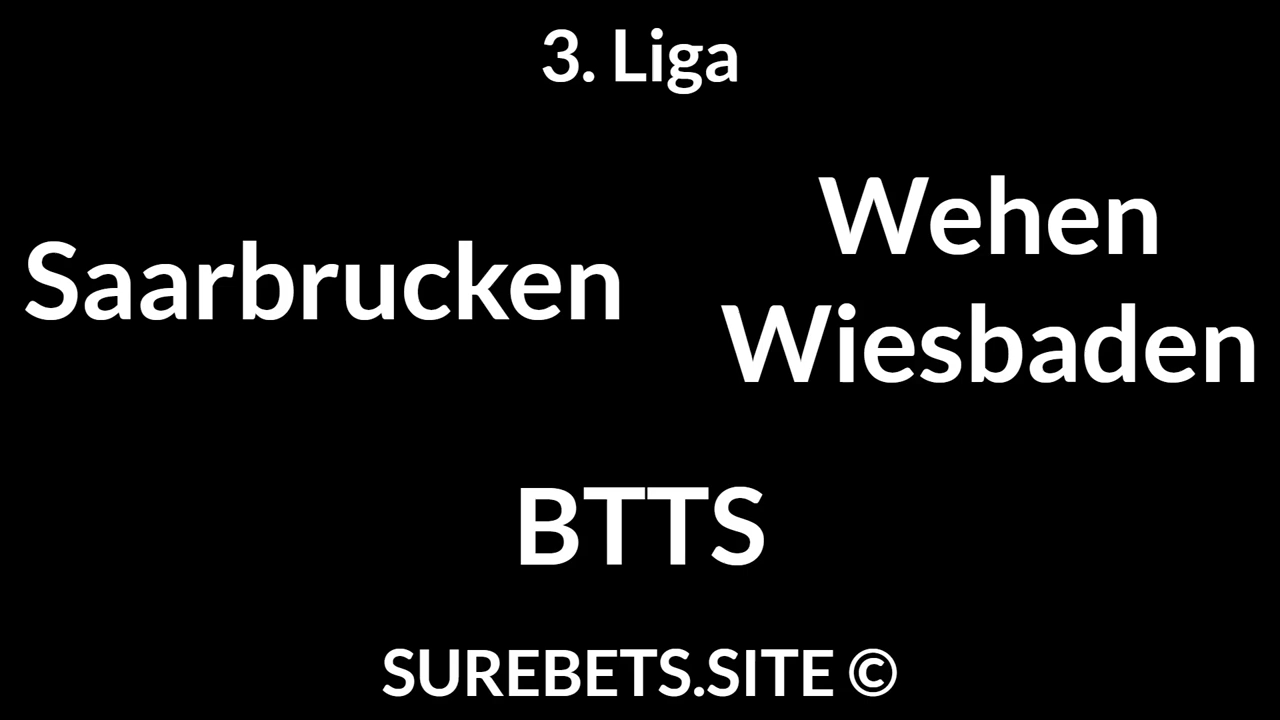 3. Liga
Saarbrucken
Wehen
Wiesbaden
BTTS
SUREBETS.SITE ©